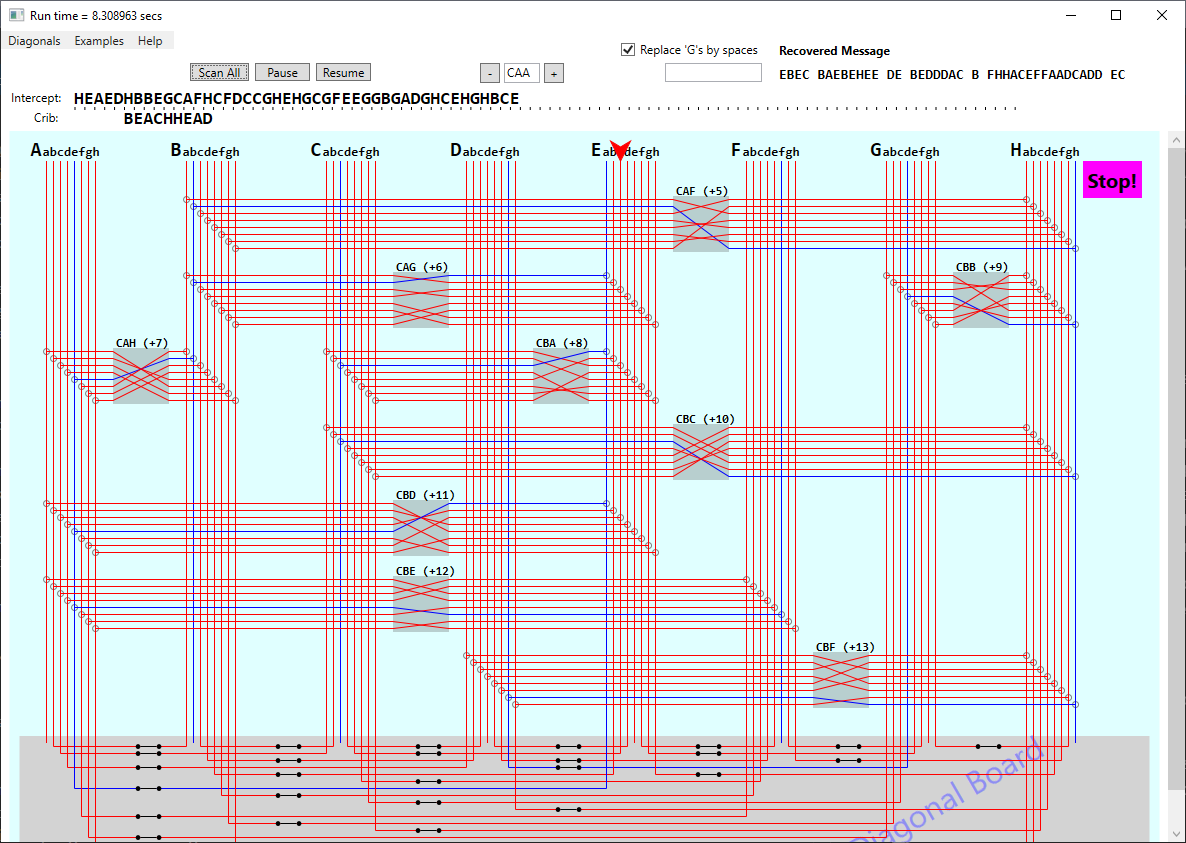 Run time = 8.308963 secs
Diagonals Examples Help
Replace 'G's by spaces Recovered Message
Scan All Pause Resume - CAA + EBEC BAEBEHEE DE BEDDDAC B FHHACEFFAADCADD EC
Intercept: HEAEDHBBEGCAFHCFDCCGHEHGCGFEEGGBGADGHCEHGHBCE
Crib: BEACHHEAD
Aabcdefgh Babcdefgh Cabcdefgh Dabcdefgh Eabcdefgh Fabcdefgh Gabcdefgh Habcdefgh
Stop!
CAF (+5)
CAG (+6) CBB (+9)
CAH (+7) CBA (+8)
CBC (+10)
CBD (+11)
CBE (+12)
CBF (+13)
Diagonal Board